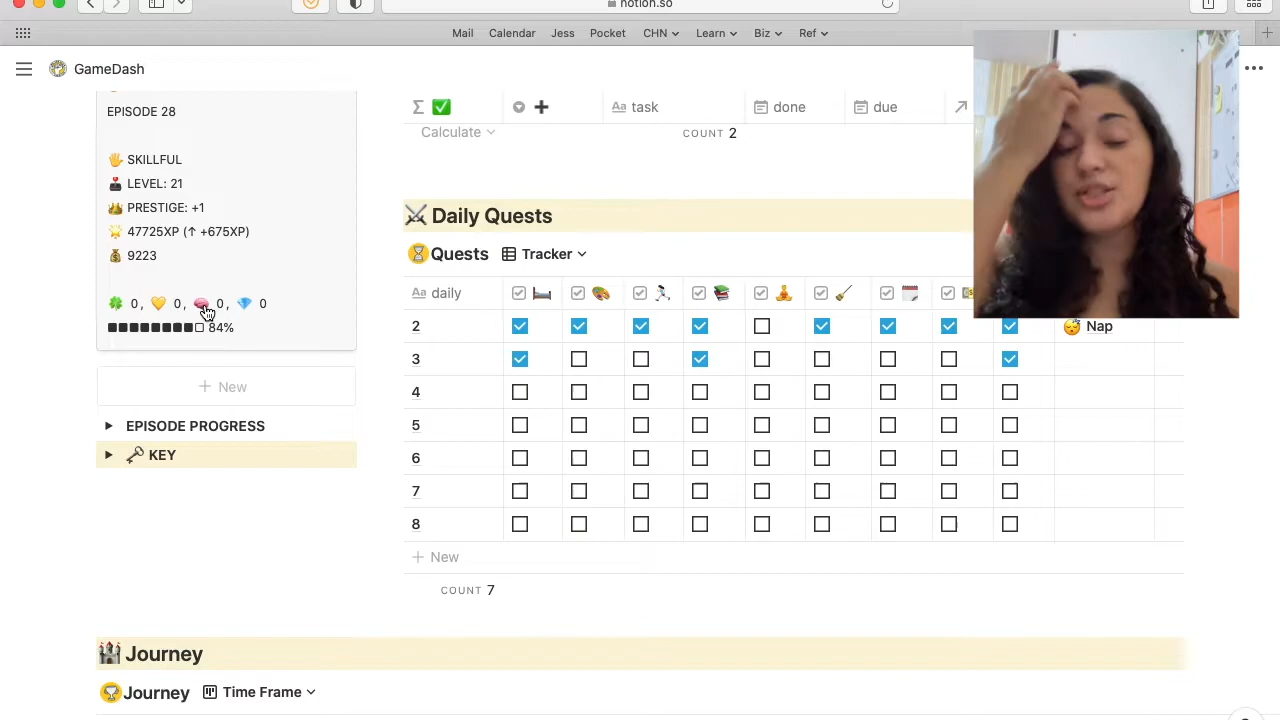 notion.so
Mail Calendar Jess Pocket CHN Learn Biz Ref
GameDash
EPISODE 28
SKILLFUL
LEVEL: 21
PRESTIGE: +1
47725XP (↑ +675XP)
9223
0, 0, 0, 0
84%
+ New
EPISODE PROGRESS
KEY
Σ Aa task done due
Calculate COUNT 2
Daily Quests
Quests Tracker
Aa daily
2 Nap
3
4
5
6
7
8
+ New
COUNT 7
Journey
Journey Time Frame